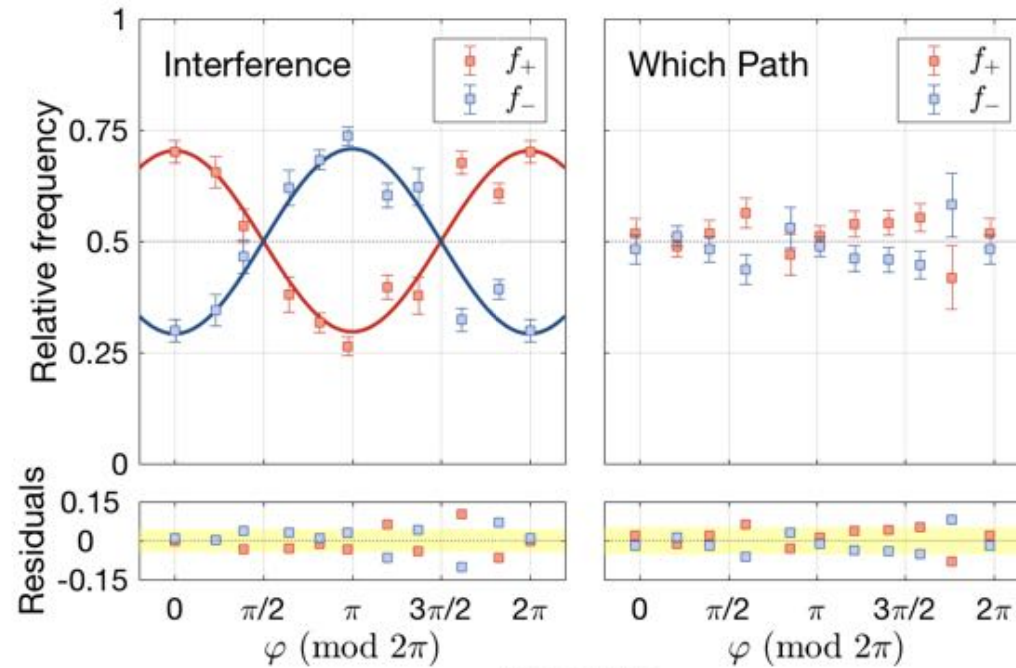 Interference
f₊
f₋
Which Path
f₊
f₋
Relative frequency
1
0.75
0.5
0.25
0
Residuals
0.15
0
-0.15
0 π/2 π 3π/2 2π
φ (mod 2π)
0 π/2 π 3π/2 2π
φ (mod 2π)